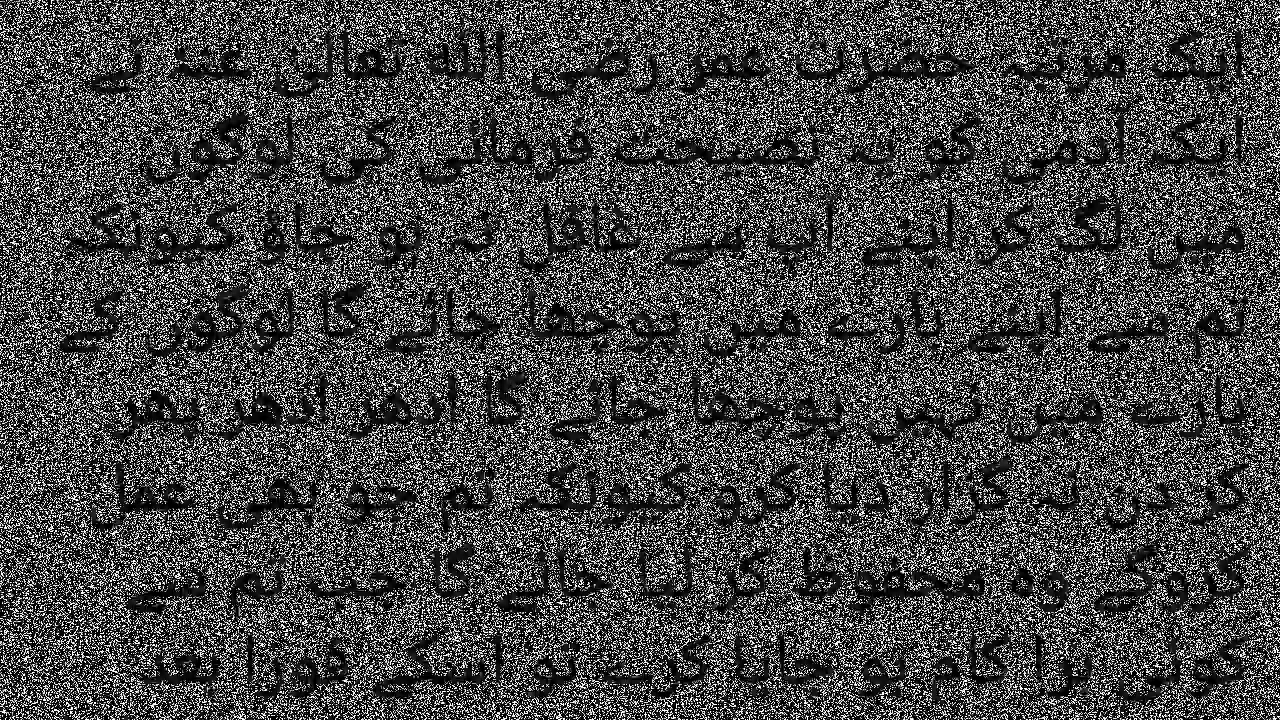 ایک مرتبہ حضرت عمر رضی اللہ تعالیٰ عنہ نے
ایک آدمی کو یہ نصیحت فرمائی کی لوگوں
میں لگ کر اپنے آپ سے غافل نہ ہو جاؤ کیونکہ
تم سے اپنے بارے میں پوچھا جائے گا لوگوں کے
بارے میں نہیں پوچھا جائے گا ادھر ادھر پھر
کر دن نہ گزار دیا کرو کیونکہ تم جو بھی عمل
کروگے وہ محفوظ کر لیا جائے گا جب تم سے
کوئی برا کام ہو جایا کرے تو اسکے فورا بعد